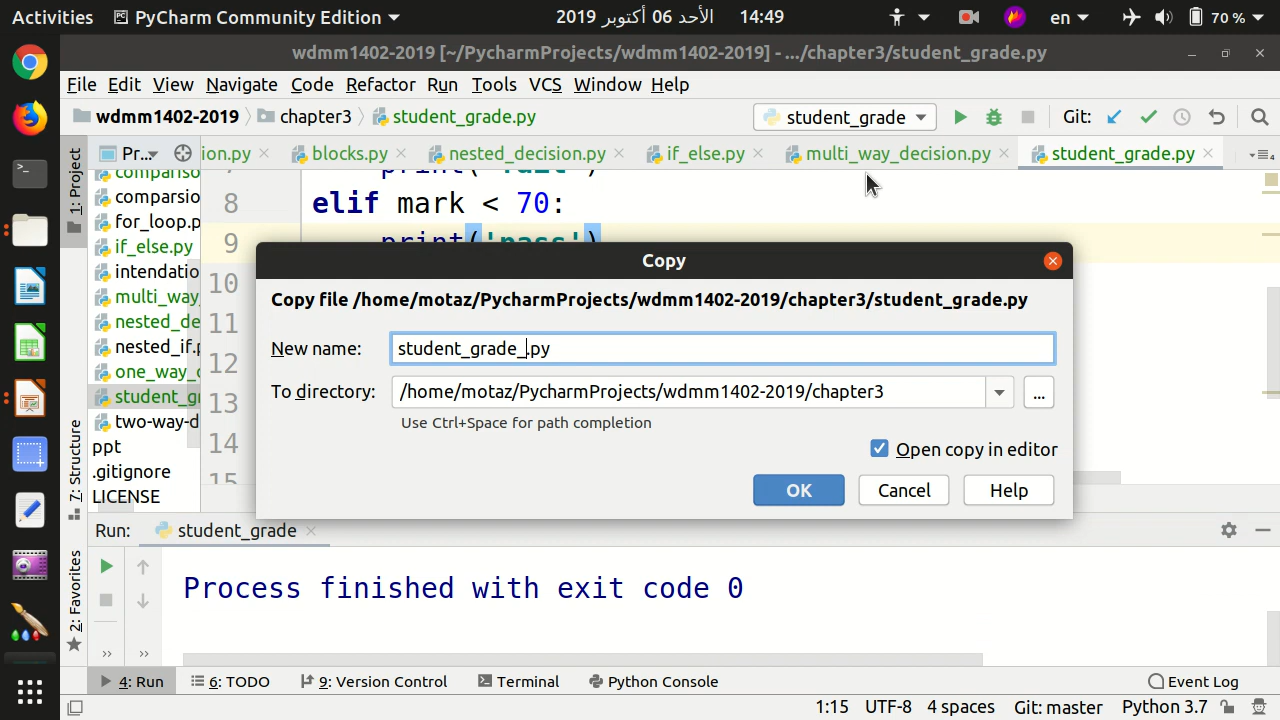 Activities PyCharm Community Edition الأحد 06 أكتوبر 2019 14:49 en 70 %
wdmm1402-2019 [~/PycharmProjects/wdmm1402-2019] - .../chapter3/student_grade.py
File Edit View Navigate Code Refactor Run Tools VCS Window Help
wdmm1402-2019 chapter3 student_grade.py student_grade Git:
1: Project
Pr... ion.py blocks.py nested_decision.py if_else.py multi_way_decision.py student_grade.py
comparsio
for_loop.p
if_else.py
intendatio
multi_way
nested_de
nested_if.p
one_way_
student_gr
two-way-d
ppt
.gitignore
LICENSE
8 elif mark < 70:
9 print('pass')
10
11
12
13
14
15
Copy
Copy file /home/motaz/PycharmProjects/wdmm1402-2019/chapter3/student_grade.py
New name: student_grade_.py
To directory: /home/motaz/PycharmProjects/wdmm1402-2019/chapter3 ...
Use Ctrl+Space for path completion
Open copy in editor
OK Cancel Help
7: Structure
2: Favorites
Run: student_grade
Process finished with exit code 0
4: Run 6: TODO 9: Version Control Terminal Python Console Event Log
1:15 UTF-8 4 spaces Git: master Python 3.7